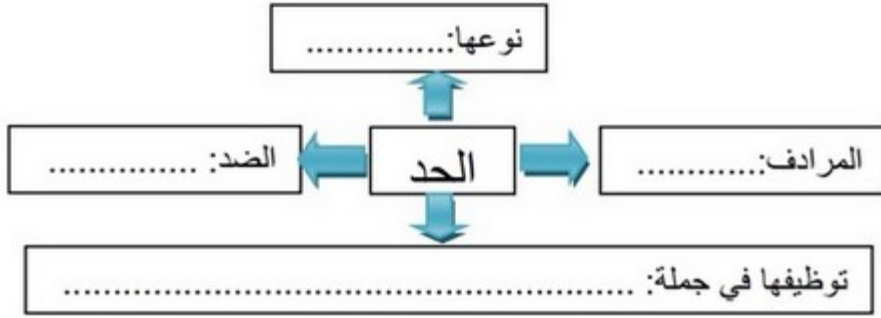 نوعها:...............
المرادف:............
الحد
الضد: ...............
توظيفها في جملة: .........................................................